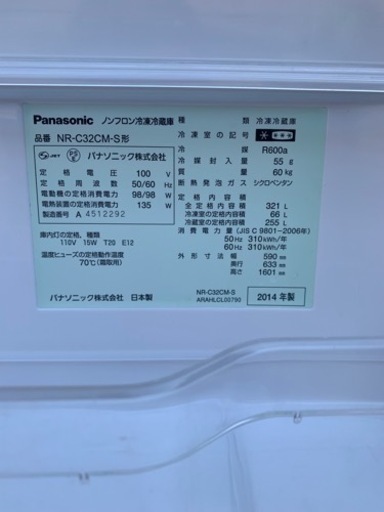 Panasonic ノンフロン冷凍冷蔵庫
品番 NR-C32CM-S形
JET PSE パナソニック株式会社
定格電圧 100 V
定格周波数 50/60 Hz
電動機の定格消費電力 98/98 W
電熱装置の定格消費電力 135 W
製造番号 A 4512292
庫内灯の定格/種類
110V 15W T20 E12
温度ヒューズの定格動作温度
70℃(霜取用)
パナソニック株式会社 日本製
種類 冷凍冷蔵庫
冷凍室の記号
冷媒 R600a
冷媒封入量 55 g
質量 60 kg
断熱発泡ガス シクロペンタン
定格内容積
全定格内容積 321 L
冷凍室の定格内容積 66 L
冷蔵室の定格内容積 255 L
消費電力量(JIS C 9801-2006年)
50Hz 310 kWh/年
60Hz 310 kWh/年
外形寸法 幅 590 mm
奥行 633 mm
高さ 1601 mm
NR-C32CM-S
ARAHLCL00790
2014年製